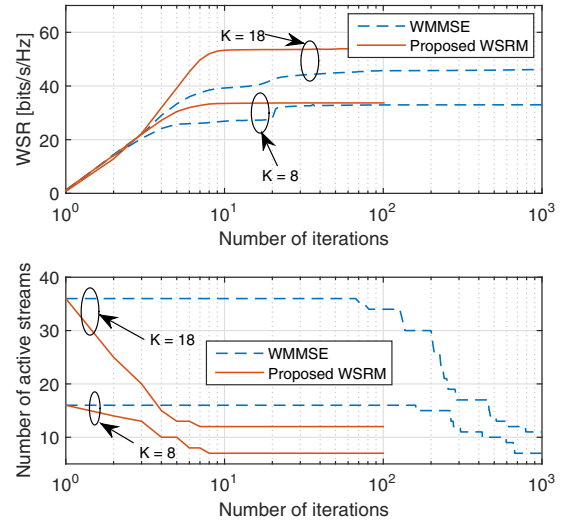 80
60
40
20
0
WSR [bits/s/Hz]
K = 18
K = 8
WMMSE
Proposed WSRM
10^0
10^1
10^2
10^3
Number of iterations
40
30
20
10
Number of active streams
K = 18
K = 8
WMMSE
Proposed WSRM
10^0
10^1
10^2
10^3
Number of iterations